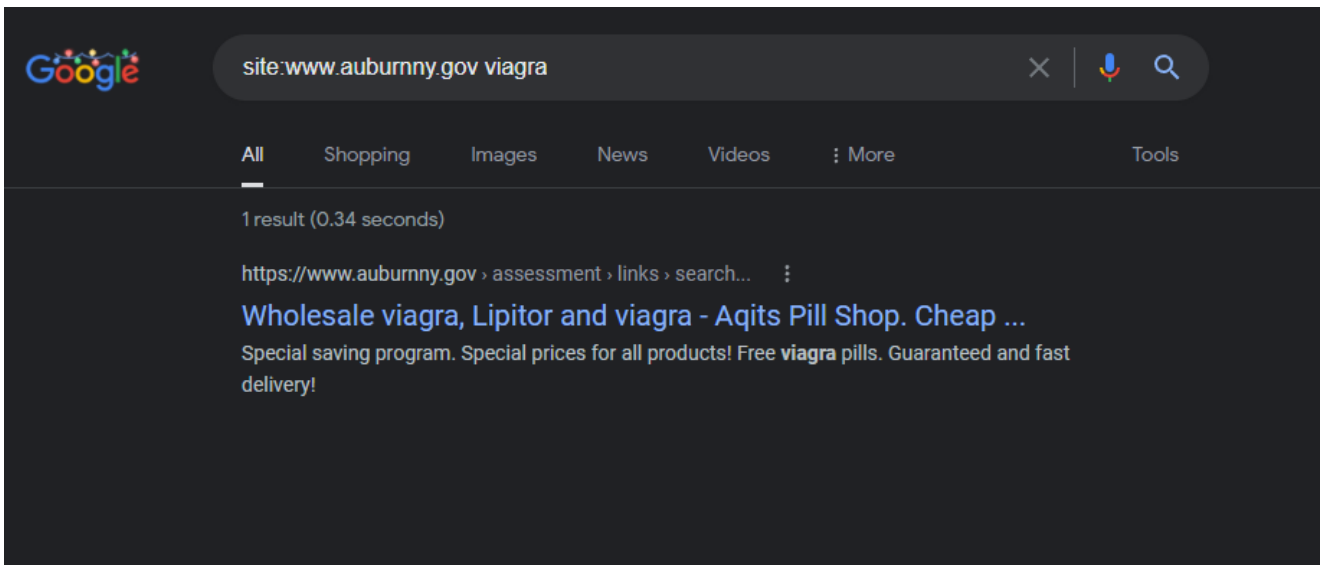 Google
site:www.auburnny.gov viagra
All Shopping Images News Videos More Tools
1 result (0.34 seconds)
https://www.auburnny.gov › assessment › links › search...
Wholesale viagra, Lipitor and viagra - Aqits Pill Shop. Cheap ...
Special saving program. Special prices for all products! Free viagra pills. Guaranteed and fast
delivery!